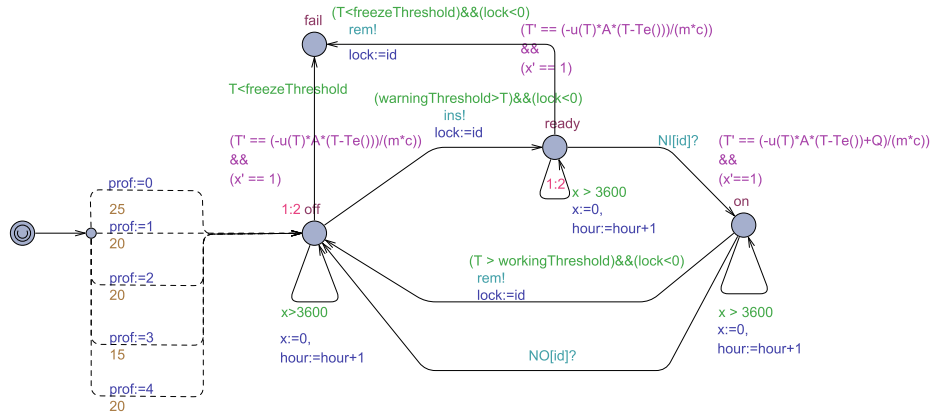 fail
(T<freezeThreshold)&&(lock<0)
rem!
lock:=id
(T' == (-u(T)*A*(T-Te()))/(m*c))
&&
(x' == 1)
T<freezeThreshold
(warningThreshold>T)&&(lock<0)
ins!
lock:=id
ready
(T' == (-u(T)*A*(T-Te()))/(m*c))
&&
(x' == 1)
NI[id]?
(T' == (-u(T)*A*(T-Te())+Q)/(m*c))
&&
(x'==1)
on
1:2
x > 3600
x:=0,
hour:=hour+1
prof:=0
25
prof:=1
20
prof:=2
20
prof:=3
15
prof:=4
20
1:2 off
(T > workingThreshold)&&(lock<0)
rem!
lock:=id
x>3600
x:=0,
hour:=hour+1
x > 3600
x:=0,
hour:=hour+1
NO[id]?